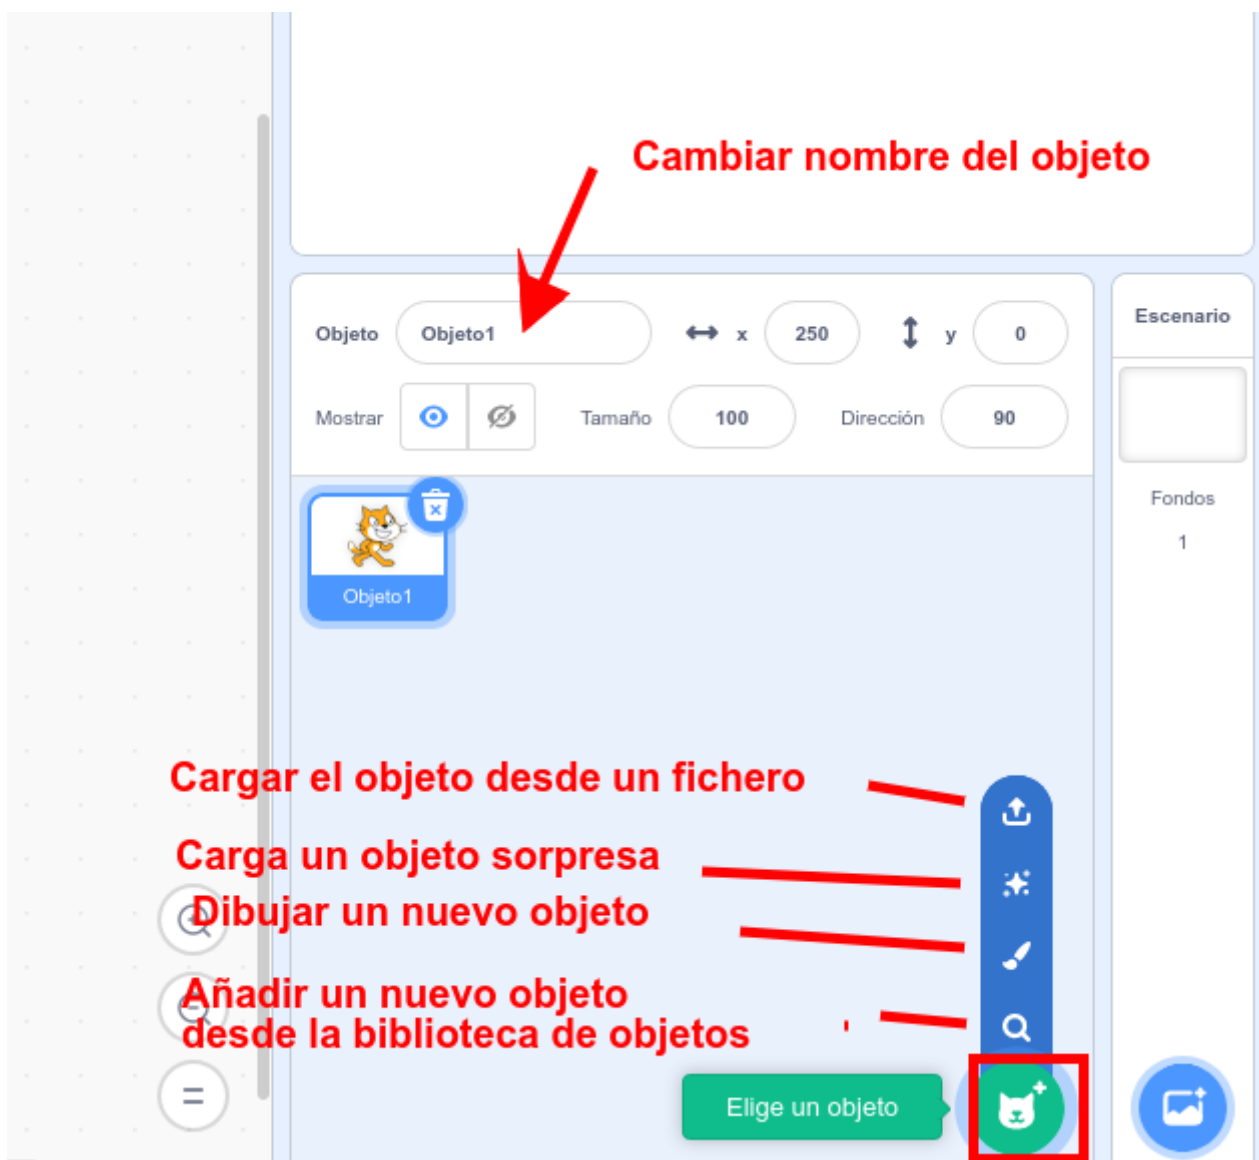 Cambiar nombre del objeto
Objeto Objeto1 x 250 y 0
Mostrar Tamaño 100 Dirección 90
Escenario
Fondos
1
Objeto1
Cargar el objeto desde un fichero
Carga un objeto sorpresa
Dibujar un nuevo objeto
Añadir un nuevo objeto
desde la biblioteca de objetos
Elige un objeto